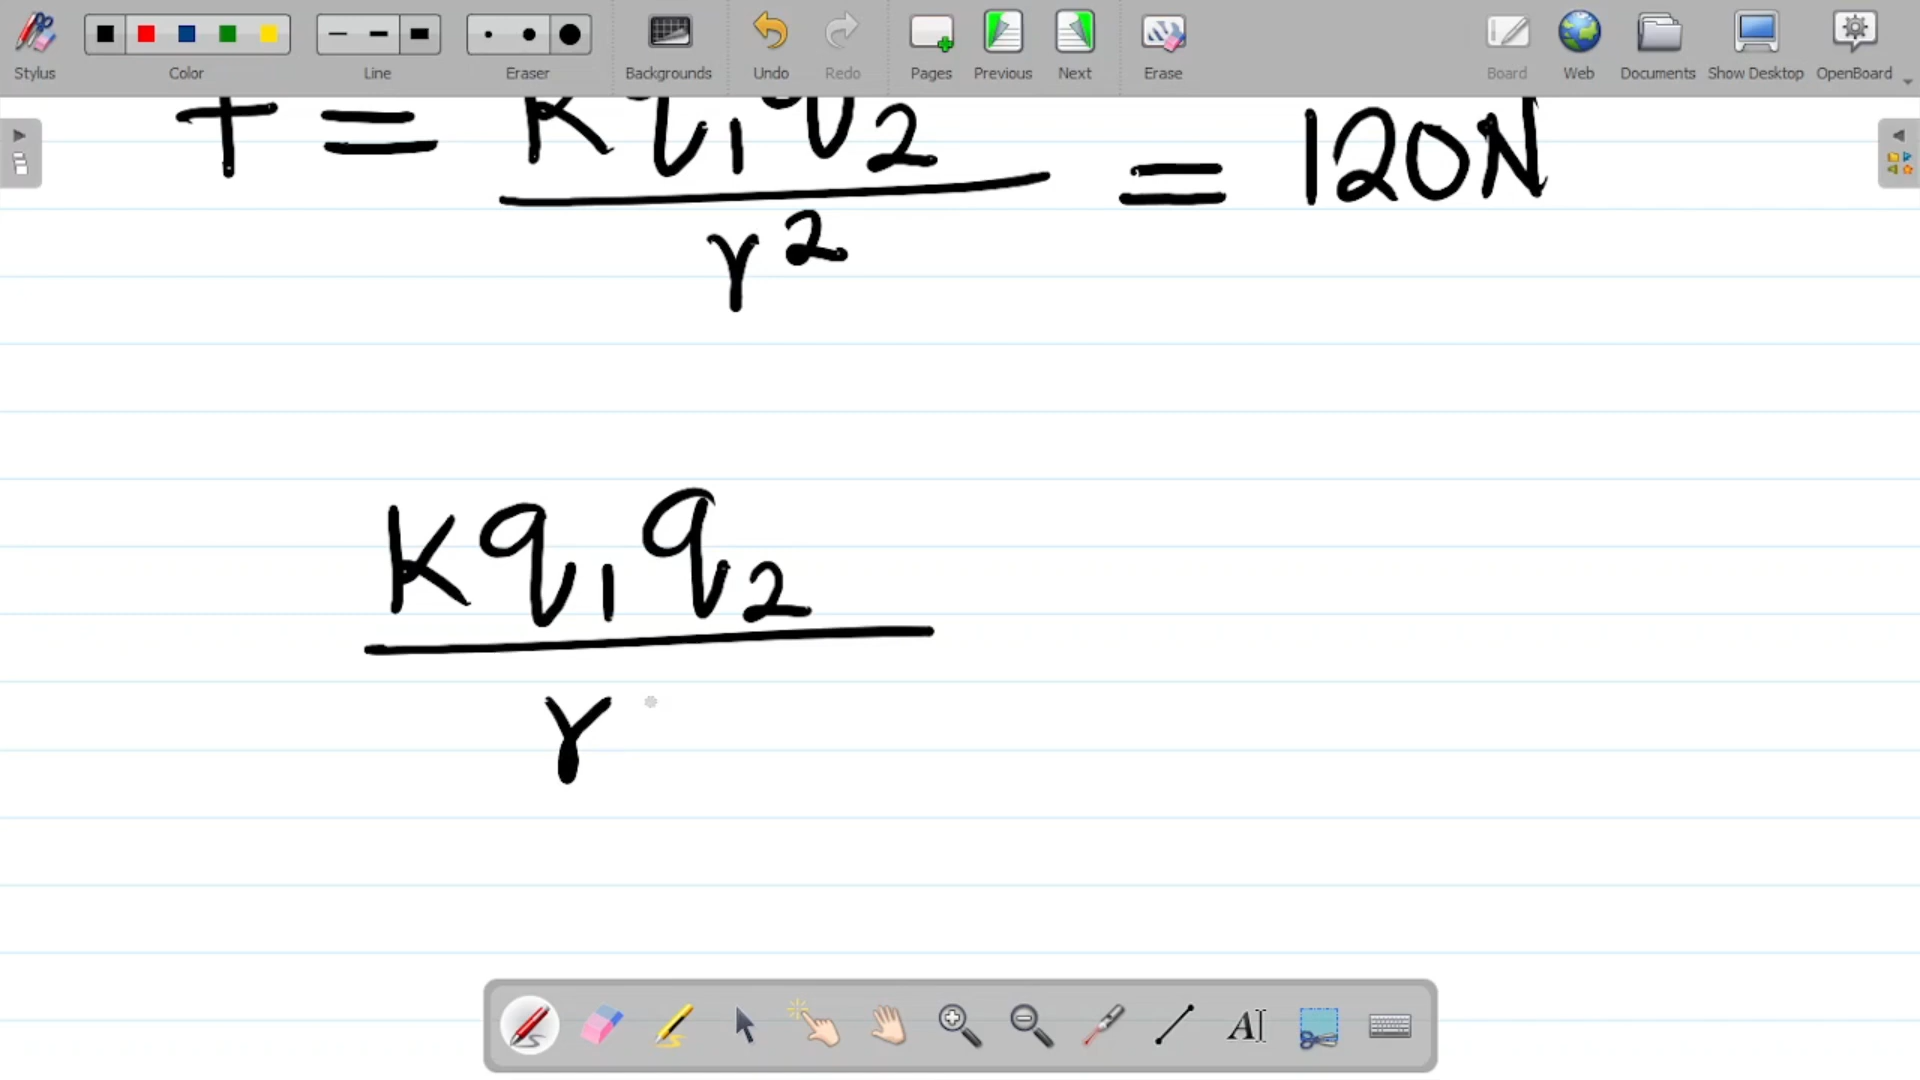 Stylus Color Line Eraser Backgrounds Undo Redo Pages Previous Next Erase Board Web Documents Show Desktop OpenBoard
F = kq₁q₂ / r² = 120N
kq₁q₂ / r